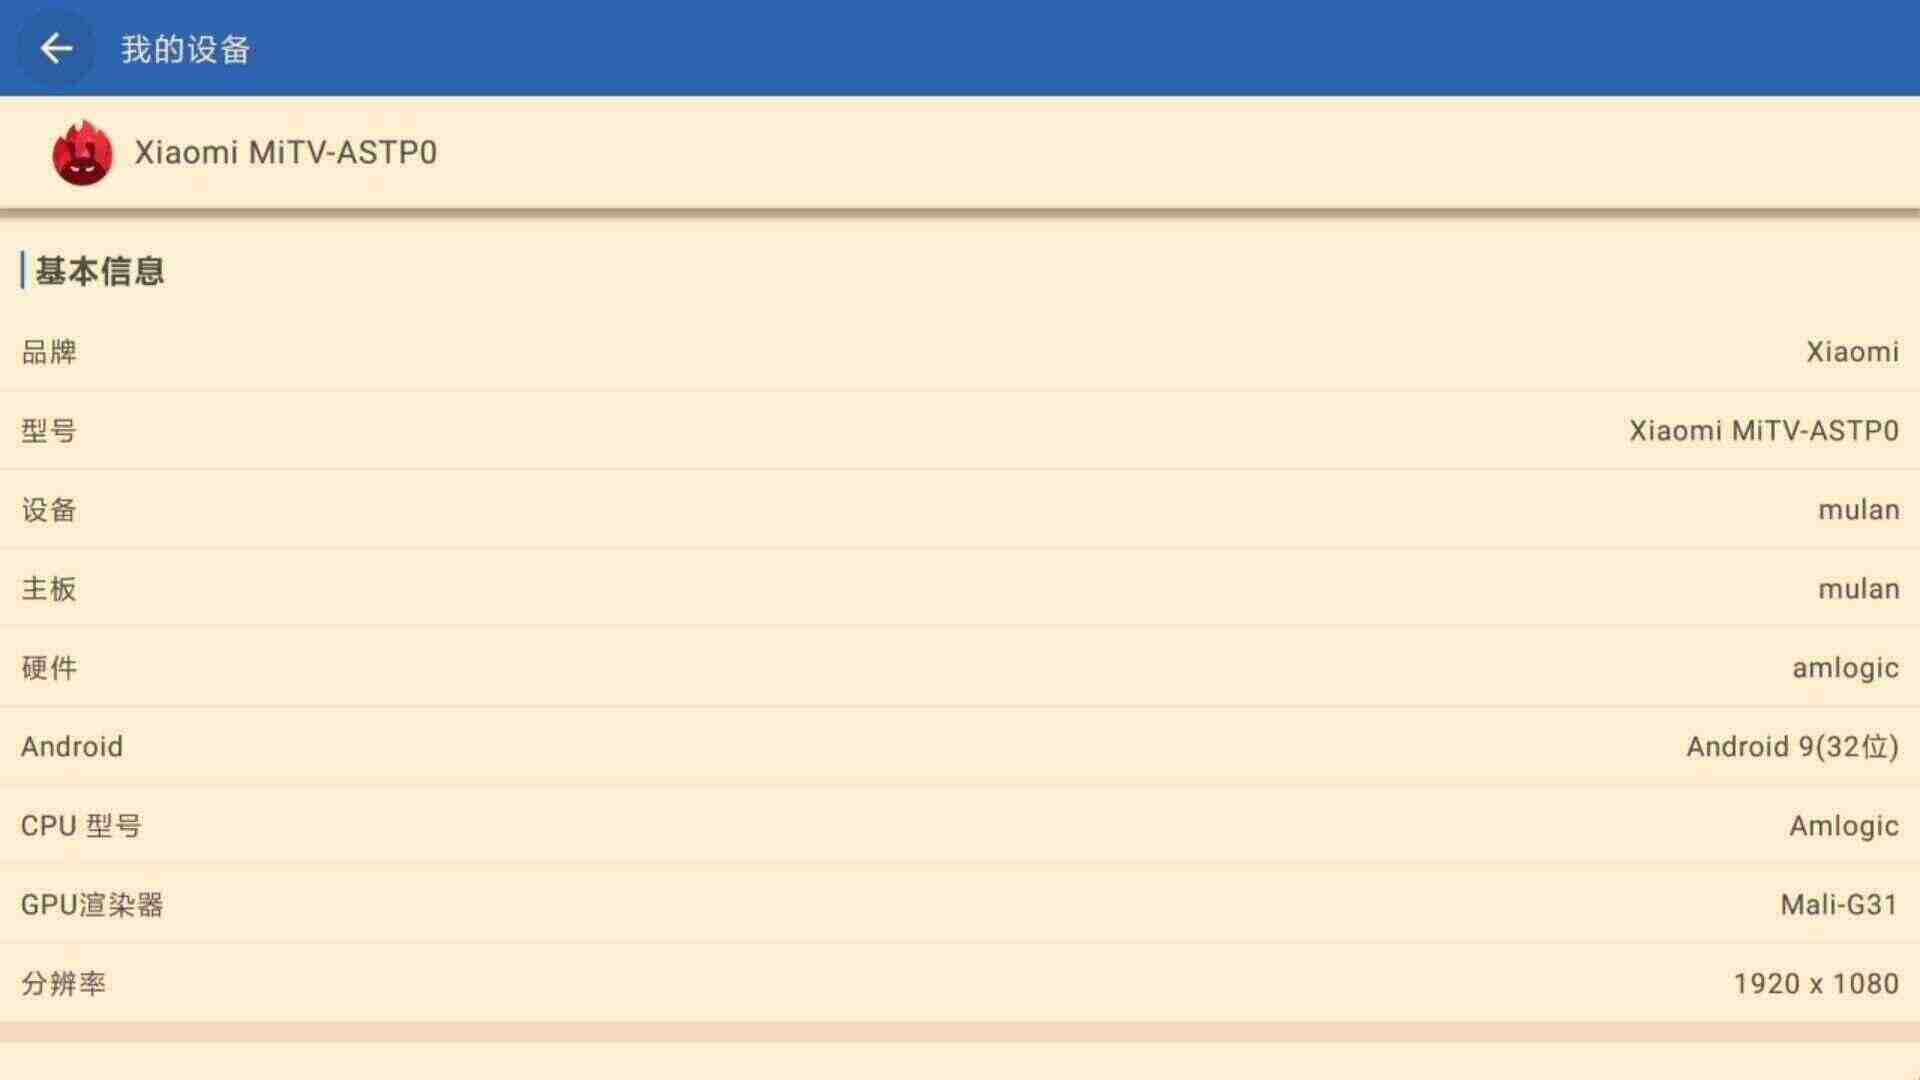 我的设备
Xiaomi MiTV-ASTP0
基本信息
品牌 Xiaomi
型号 Xiaomi MiTV-ASTP0
设备 mulan
主板 mulan
硬件 amlogic
Android Android 9(32位)
CPU 型号 Amlogic
GPU渲染器 Mali-G31
分辨率 1920 x 1080